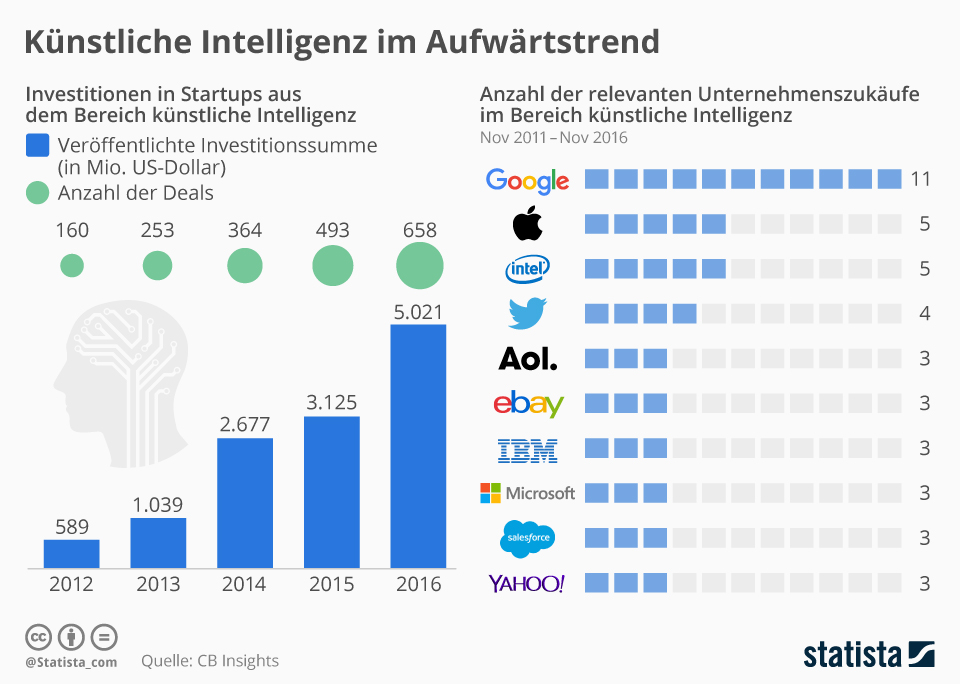 Künstliche Intelligenz im Aufwärtstrend
Investitionen in Startups aus
dem Bereich künstliche Intelligenz
Veröffentlichte Investitionssumme
(in Mio. US-Dollar)
Anzahl der Deals
160 253 364 493 658
5.021
3.125
2.677
1.039
589
2012 2013 2014 2015 2016
Anzahl der relevanten Unternehmenszukäufe
im Bereich künstliche Intelligenz
Nov 2011 – Nov 2016
Google 11
5
intel 5
4
Aol. 3
ebay 3
IBM 3
Microsoft 3
salesforce 3
YAHOO! 3
cc
@Statista_com
Quelle: CB Insights
statista